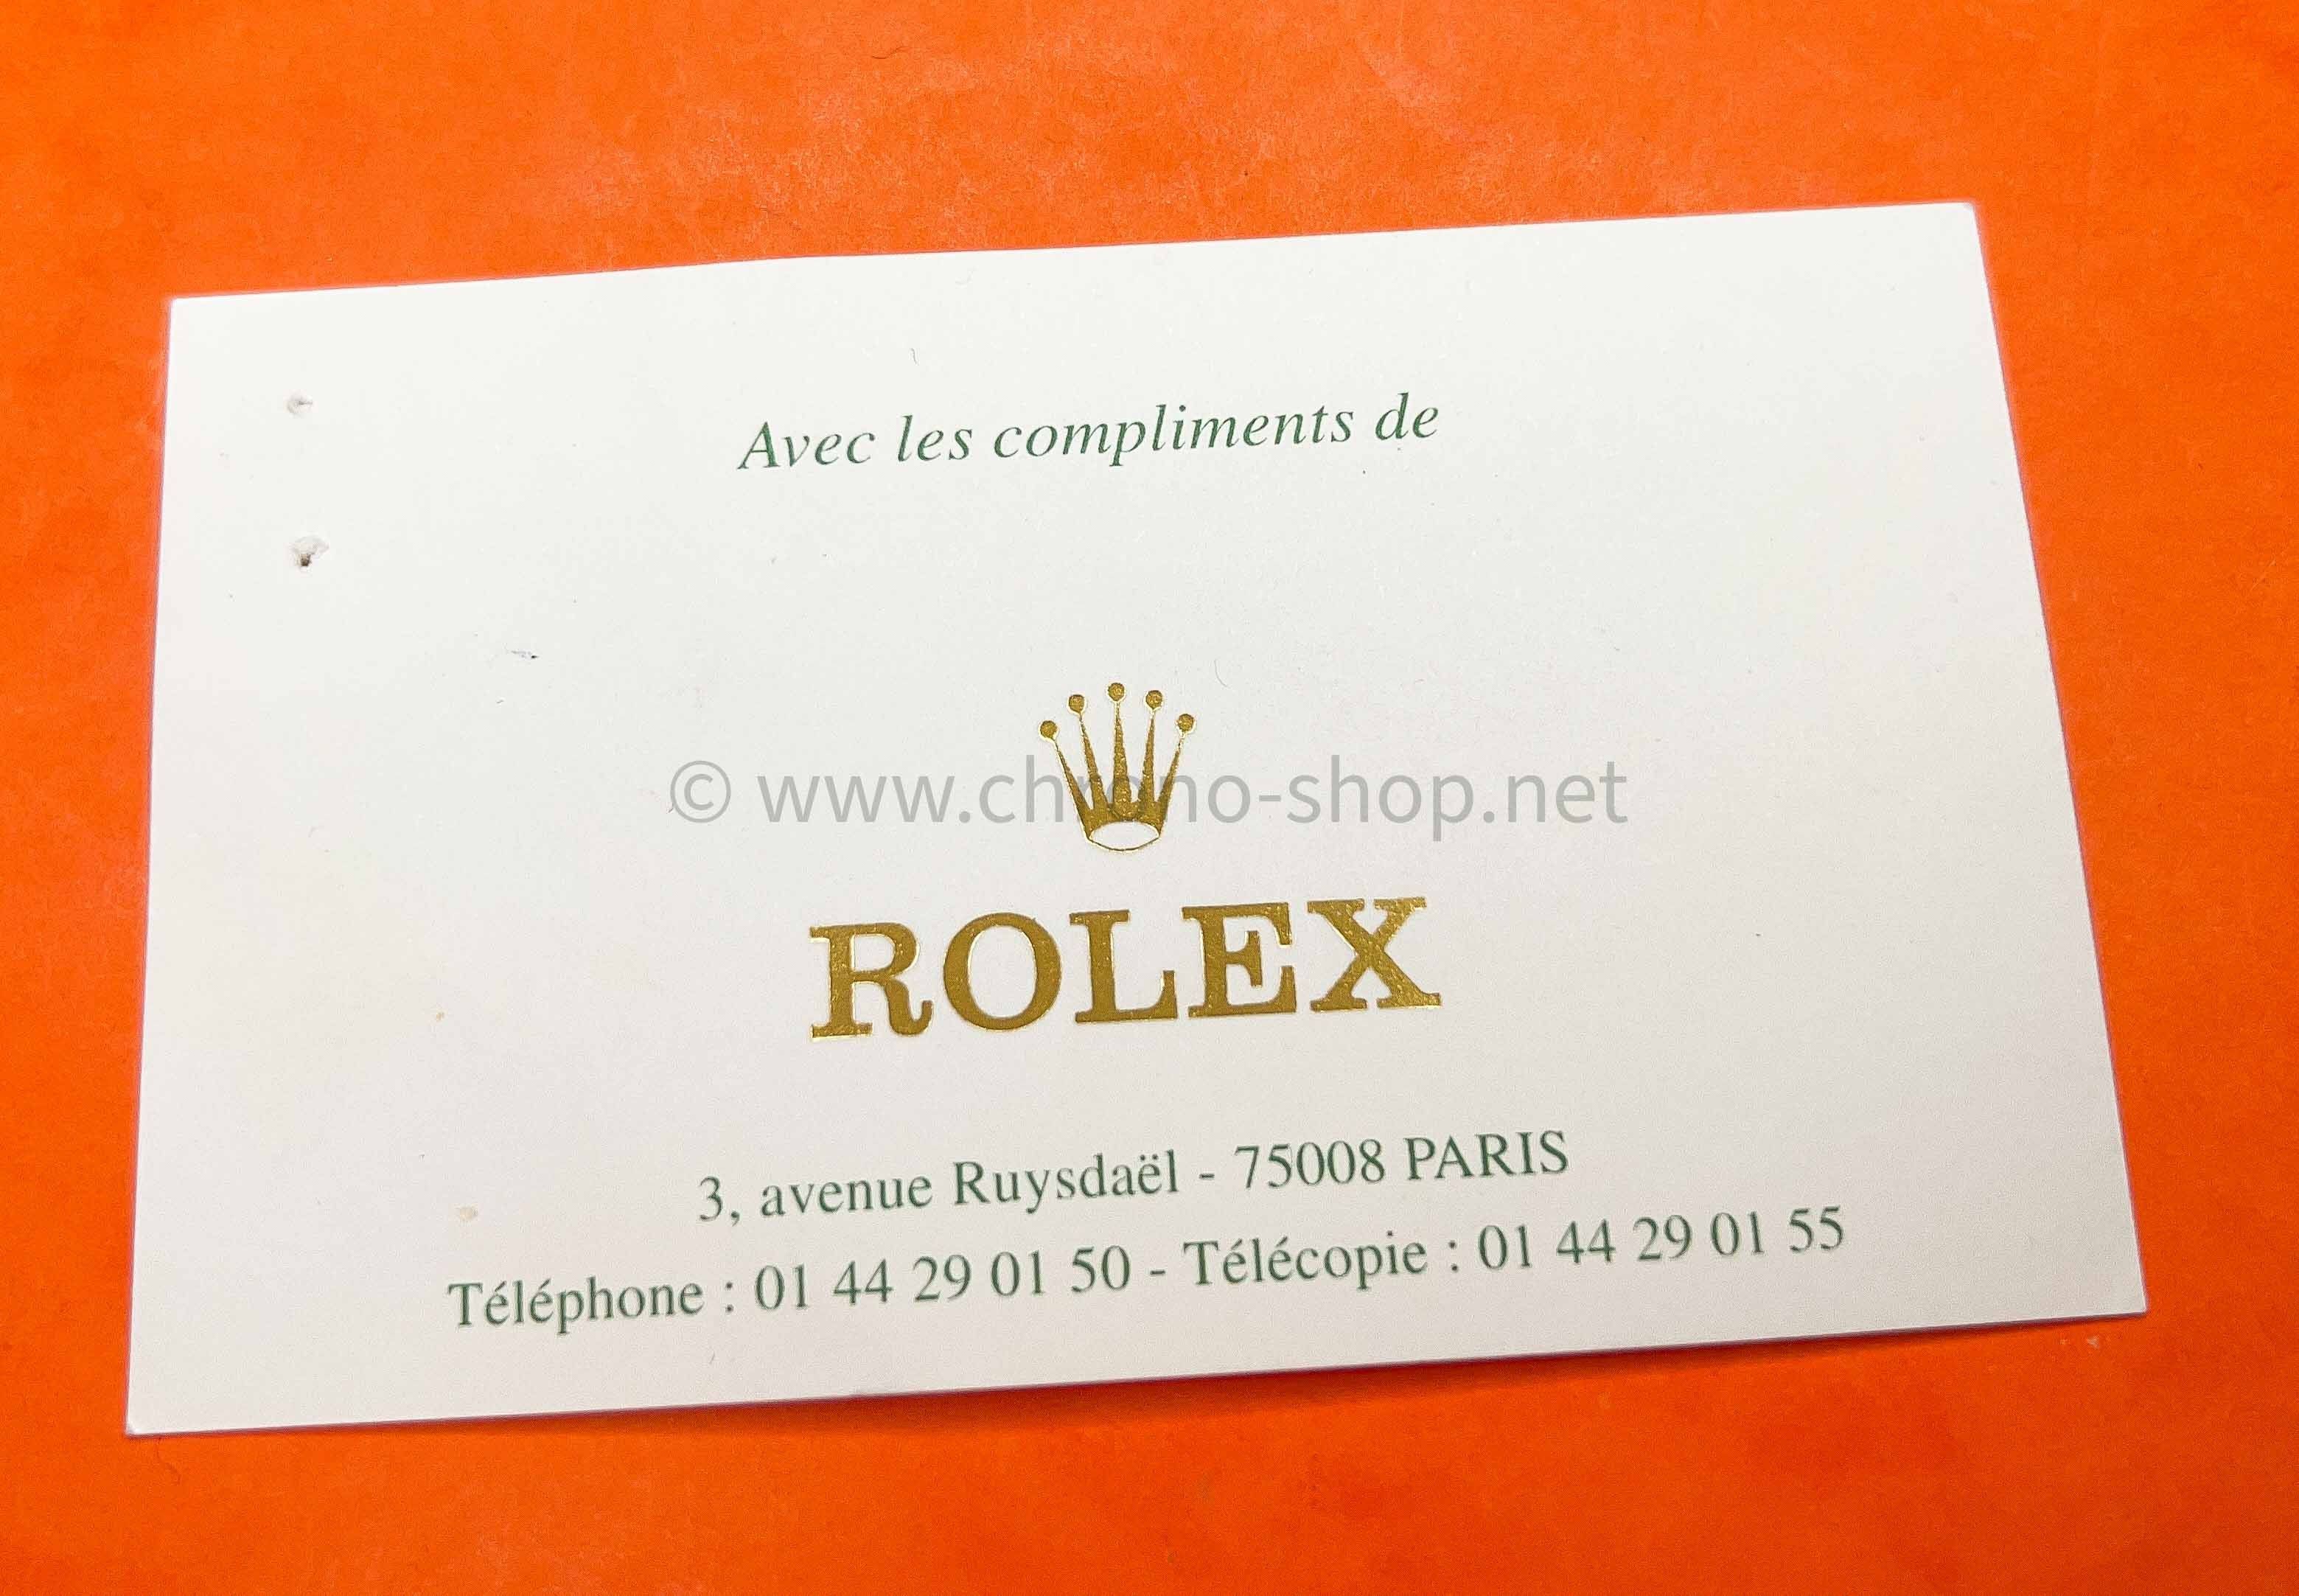 Avec les compliments de
© www.chrono-shop.net
ROLEX
3, avenue Ruysdaël - 75008 PARIS
Téléphone : 01 44 29 01 50 - Télécopie : 01 44 29 01 55